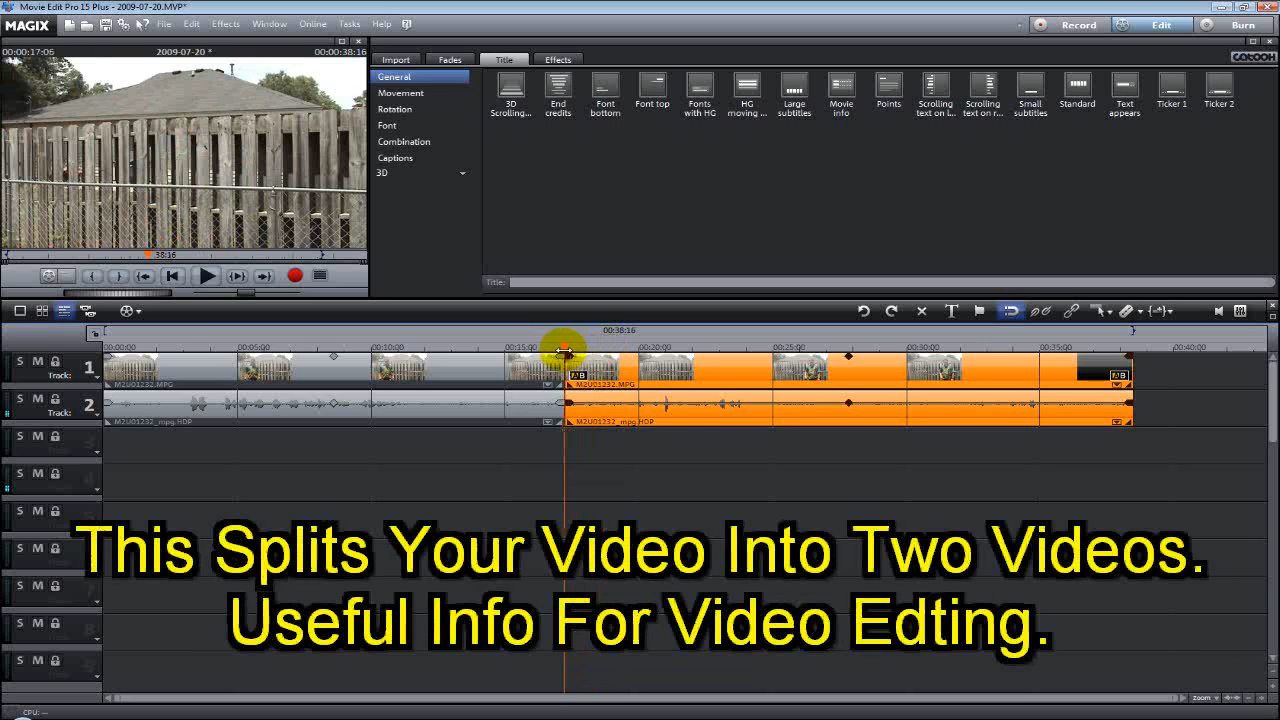 Movie Edit Pro 15 Plus - 2009-07-20.MVP*
MAGIX
File Edit Effects Window Online Tasks Help
Record Edit Burn
00:00:17:06 2009-07-20 * 00:00:38:16
38:16
Import Fades Title Effects
General
Movement
Rotation
Font
Combination
Captions
3D
3D Scrolling...
End credits
Font bottom
Font top
Fonts with HG
HG moving ...
Large subtitles
Movie info
Points
Scrolling text on l...
Scrolling text on r...
Small subtitles
Standard
Text appears
Ticker 1
Ticker 2
Title:
00:38:16
00:00:00 00:05:00 00:10:00 00:15:00 00:20:00 00:25:00 00:30:00 00:35:00 00:40:00
S M 1
Track:
M2U01232.MPG AB M2U01232.MPG AB
S M 2
Track:
M2U01232_mpg.HDP M2U01232_mpg.HDP
S M
S M
S M
S M
S M
S M
S M
This Splits Your Video Into Two Videos.
Useful Info For Video Edting.
Zoom
CPU: --